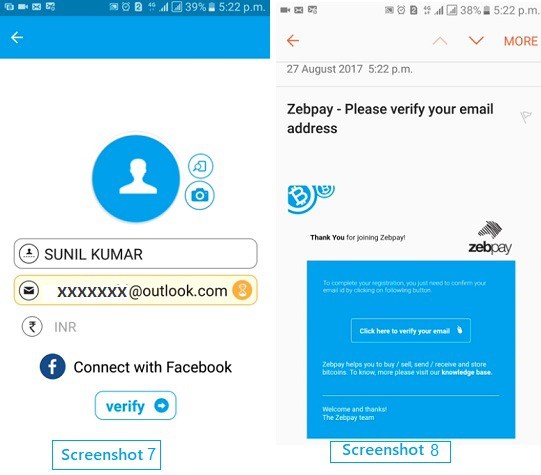 39% 5:22 p.m.
SUNIL KUMAR
XXXXXXX@outlook.com
₹ INR
f Connect with Facebook
verify
Screenshot 7
38% 5:22 p.m.
MORE
27 August 2017 5:22 p.m.
Zebpay - Please verify your email
address
Thank You for joining Zebpay!
zebpay
To complete your registration, you just need to confirm your
email id by clicking on following button.
Click here to verify your email
Zebpay helps you to buy / sell, send / receive and store
bitcoins. To know, more please visit our knowledge base.
Welcome and thanks!
The Zebpay team
Screenshot 8